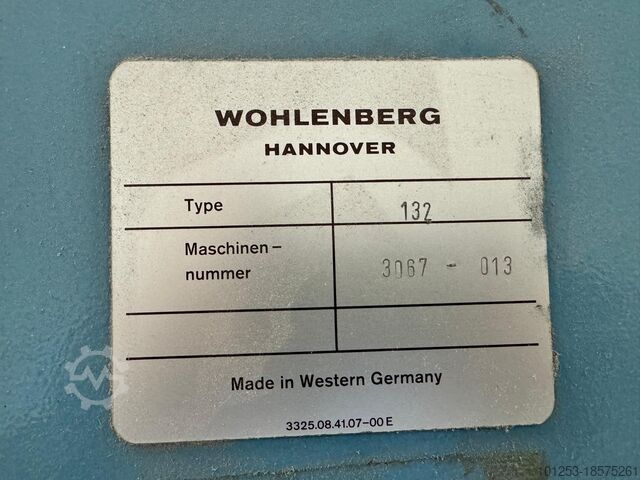 WOHLENBERG
HANNOVER
Type 132
Maschinen-
nummer 3067 - 013
Made in Western Germany
3325.08.41.07-00 E
101253-18575261